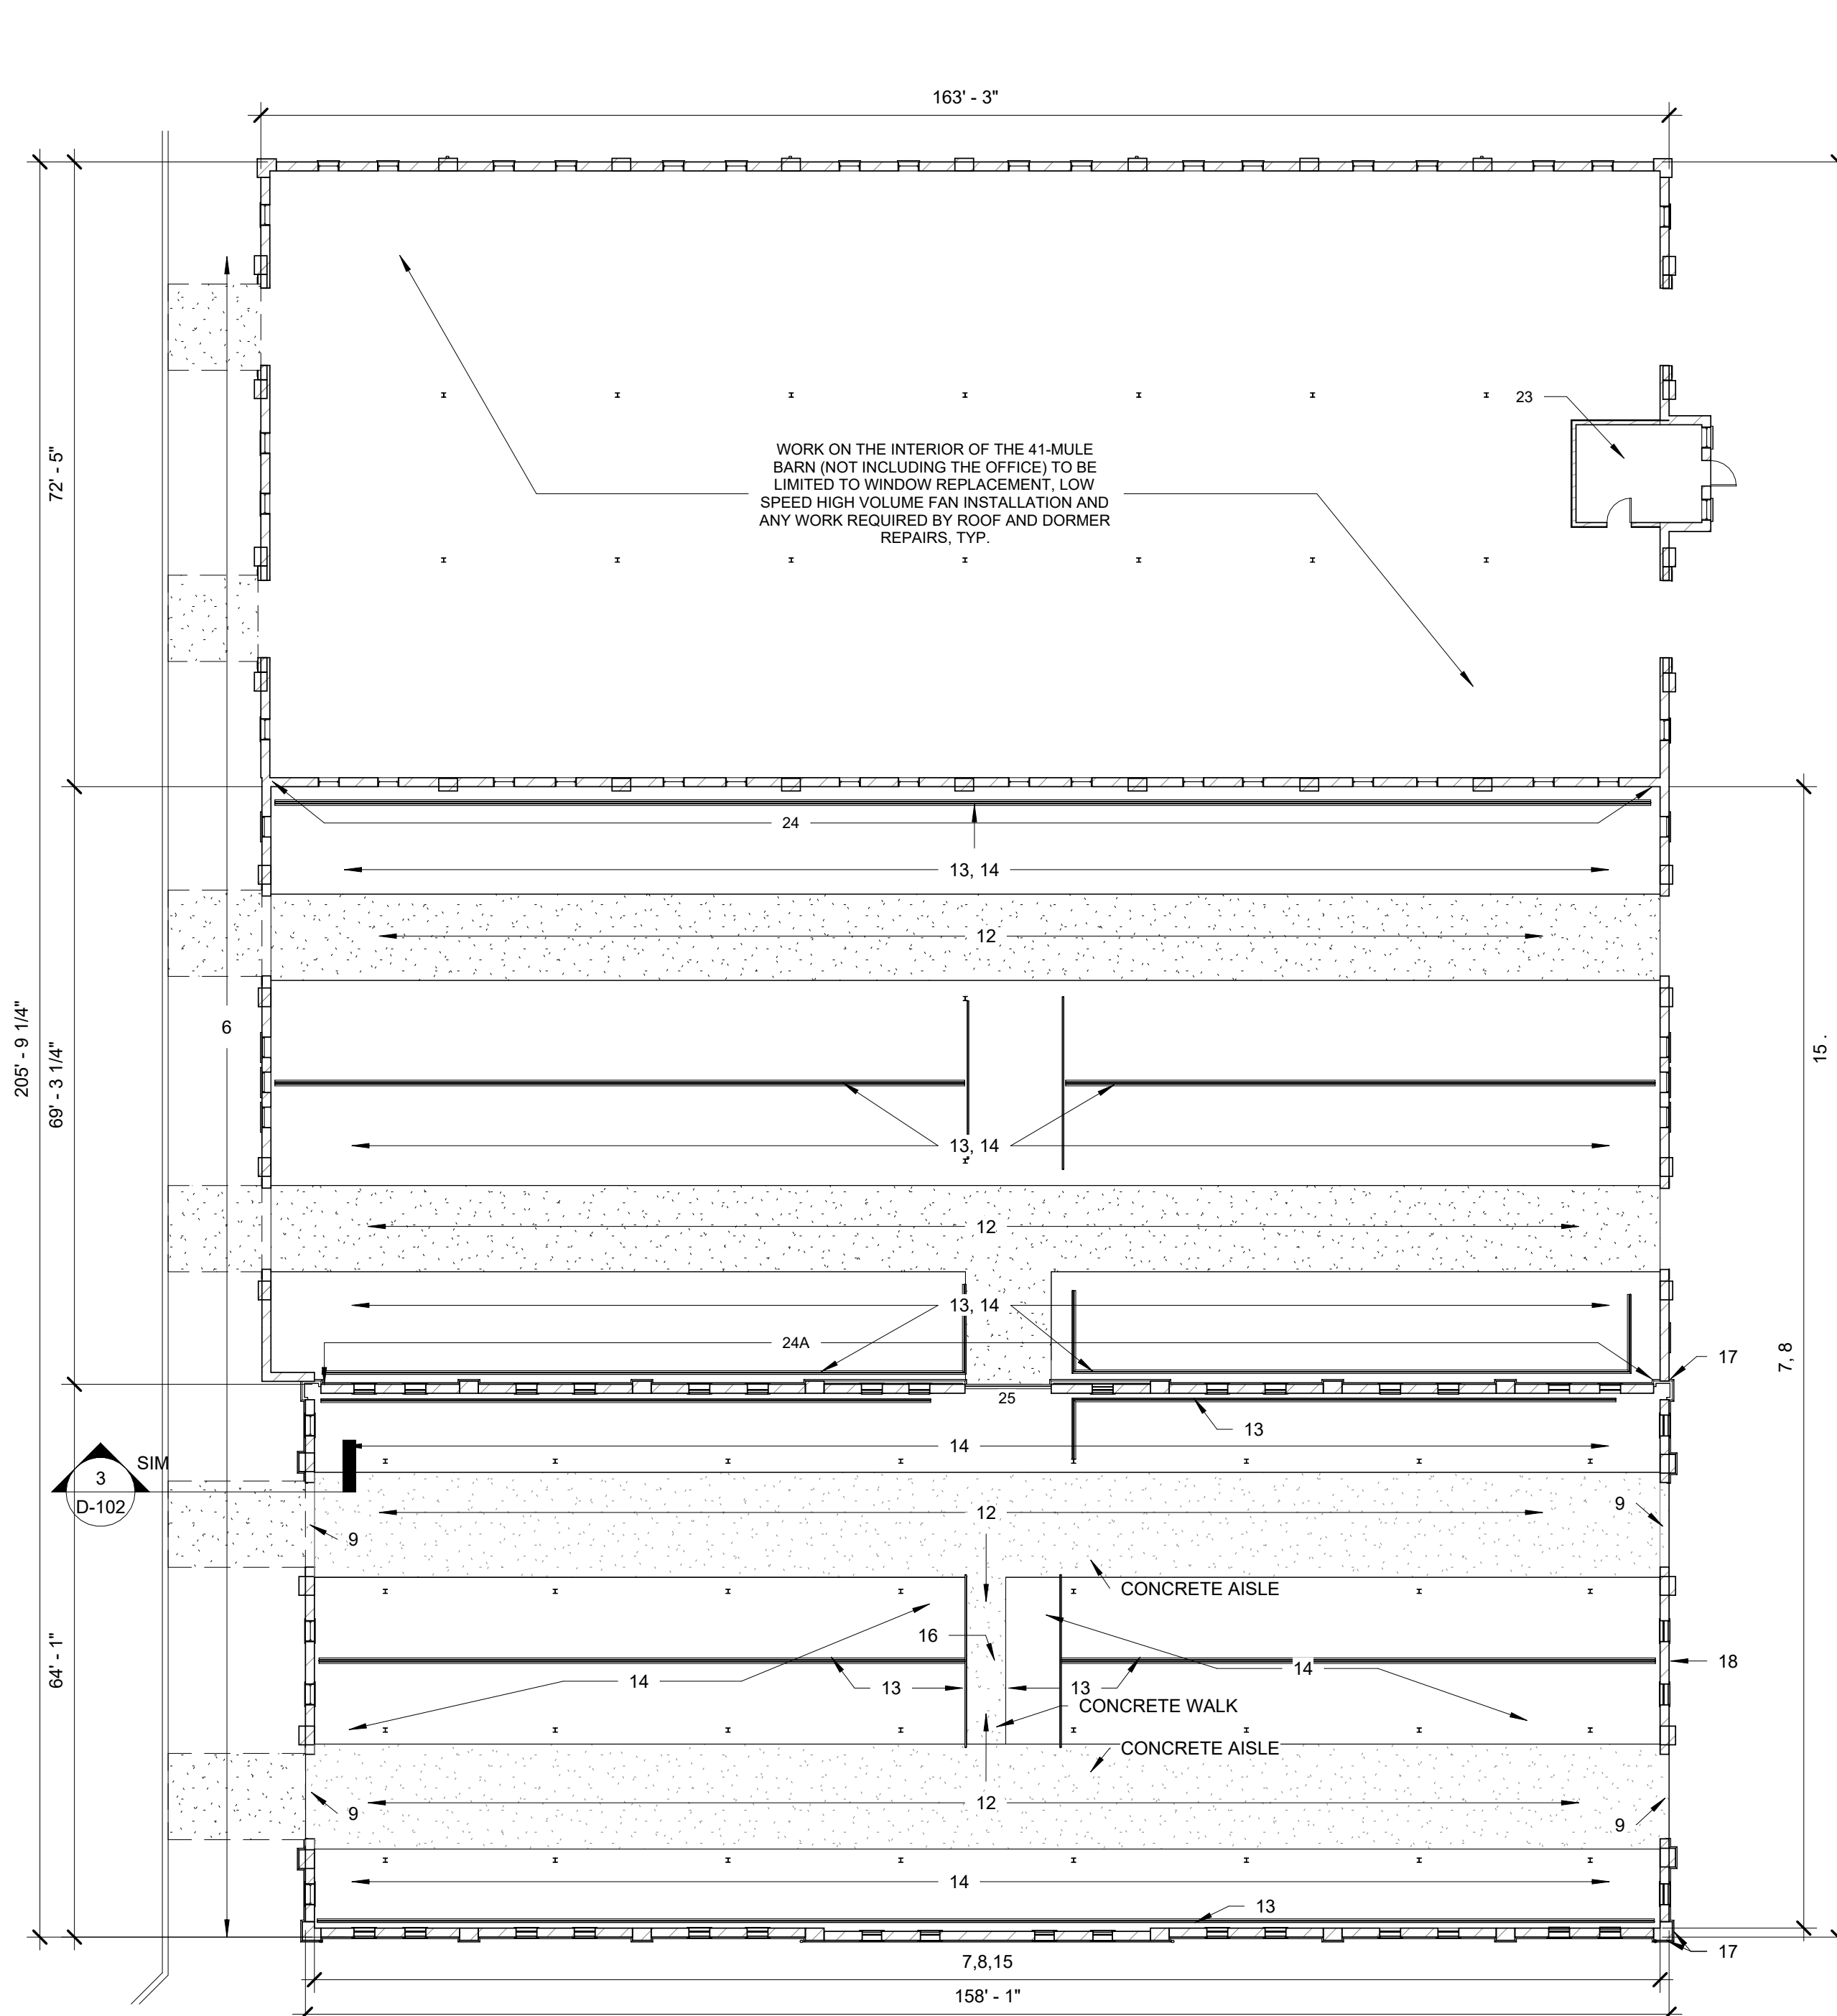 163' - 3"
72' - 5"
23
WORK ON THE INTERIOR OF THE 41-MULE
BARN (NOT INCLUDING THE OFFICE) TO BE
LIMITED TO WINDOW REPLACEMENT, LOW
SPEED HIGH VOLUME FAN INSTALLATION AND
ANY WORK REQUIRED BY ROOF AND DORMER
REPAIRS, TYP.
24
13, 14
12
6
205' - 9 1/4"
69' - 3 1/4"
15 .
13, 14
12
13, 14
24A
7, 8
17
25
13
14
SIM
3
D-102
12
9
9
CONCRETE AISLE
16
64' - 1"
14
13
13
14
18
CONCRETE WALK
CONCRETE AISLE
12
9
9
14
13
17
7,8,15
158' - 1"